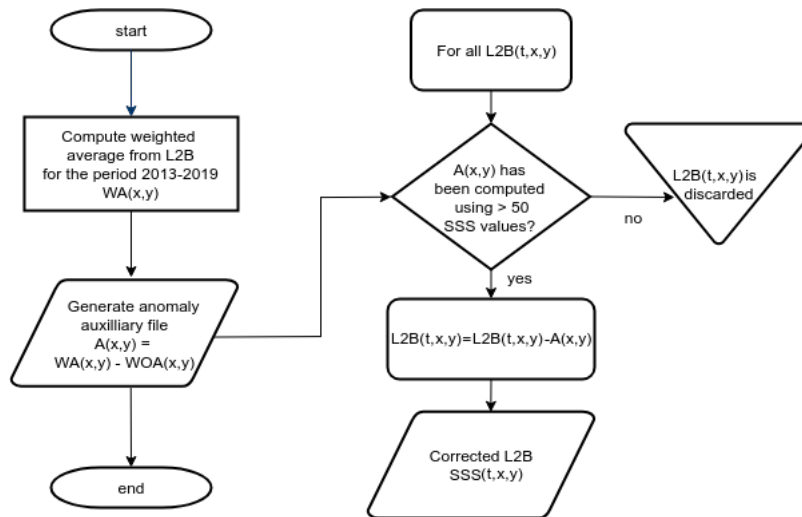 start
Compute weighted
average from L2B
for the period 2013-2019
WA(x,y)
Generate anomaly
auxilliary file
A(x,y) =
WA(x,y) - WOA(x,y)
end
For all L2B(t,x,y)
A(x,y) has
been computed
using > 50
SSS values?
no
L2B(t,x,y) is
discarded
yes
L2B(t,x,y)=L2B(t,x,y)-A(x,y)
Corrected L2B
SSS(t,x,y)